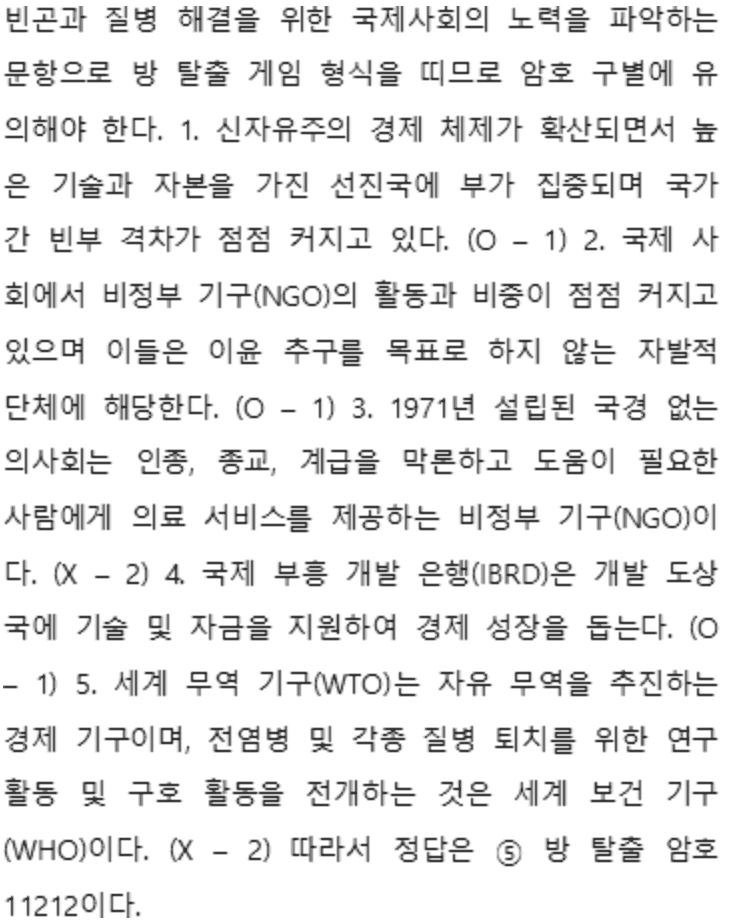 빈곤과 질병 해결을 위한 국제사회의 노력을 파악하는
문항으로 방 탈출 게임 형식을 띠므로 암호 구별에 유
의해야 한다. 1. 신자유주의 경제 체제가 확산되면서 높
은 기술과 자본을 가진 선진국에 부가 집중되며 국가
간 빈부 격차가 점점 커지고 있다. (O – 1) 2. 국제 사
회에서 비정부 기구(NGO)의 활동과 비중이 점점 커지고
있으며 이들은 이윤 추구를 목표로 하지 않는 자발적
단체에 해당한다. (O – 1) 3. 1971년 설립된 국경 없는
의사회는 인종, 종교, 계급을 막론하고 도움이 필요한
사람에게 의료 서비스를 제공하는 비정부 기구(NGO)이
다. (X – 2) 4. 국제 부흥 개발 은행(IBRD)은 개발 도상
국에 기술 및 자금을 지원하여 경제 성장을 돕는다. (O
– 1) 5. 세계 무역 기구(WTO)는 자유 무역을 추진하는
경제 기구이며, 전염병 및 각종 질병 퇴치를 위한 연구
활동 및 구호 활동을 전개하는 것은 세계 보건 기구
(WHO)이다. (X – 2) 따라서 정답은 ⑤ 방 탈출 암호
11212이다.